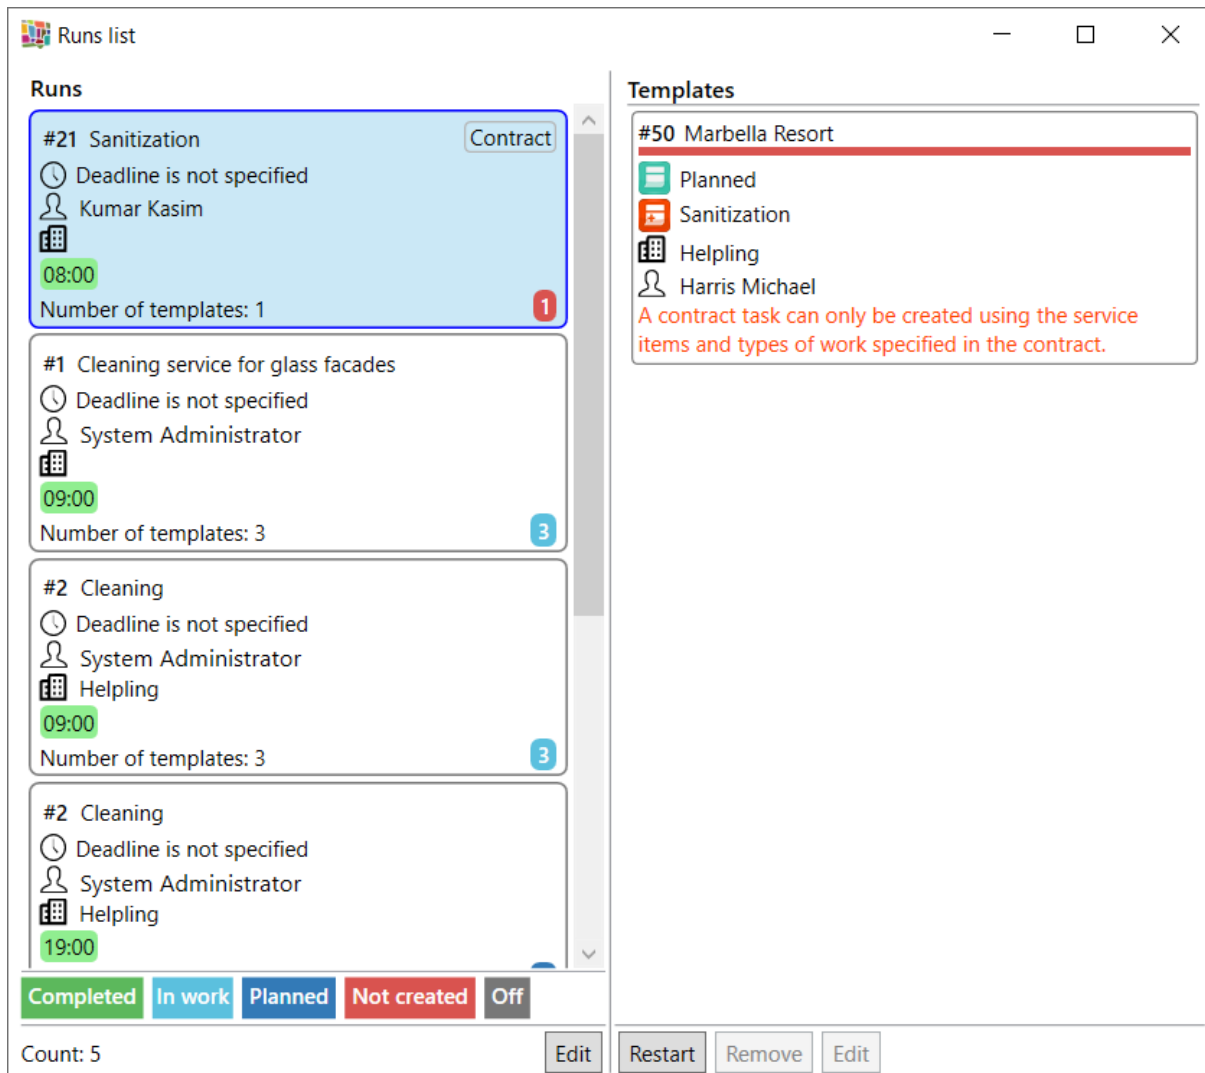 Runs list
Runs
#21 Sanitization
Contract
Deadline is not specified
Kumar Kasim
08:00
Number of templates: 1
1
#1 Cleaning service for glass facades
Deadline is not specified
System Administrator
09:00
Number of templates: 3
3
#2 Cleaning
Deadline is not specified
System Administrator
Helpling
09:00
Number of templates: 3
3
#2 Cleaning
Deadline is not specified
System Administrator
Helpling
19:00
Completed
In work
Planned
Not created
Off
Count: 5
Edit
Templates
#50 Marbella Resort
Planned
Sanitization
Helpling
Harris Michael
A contract task can only be created using the service
items and types of work specified in the contract.
Restart
Remove
Edit